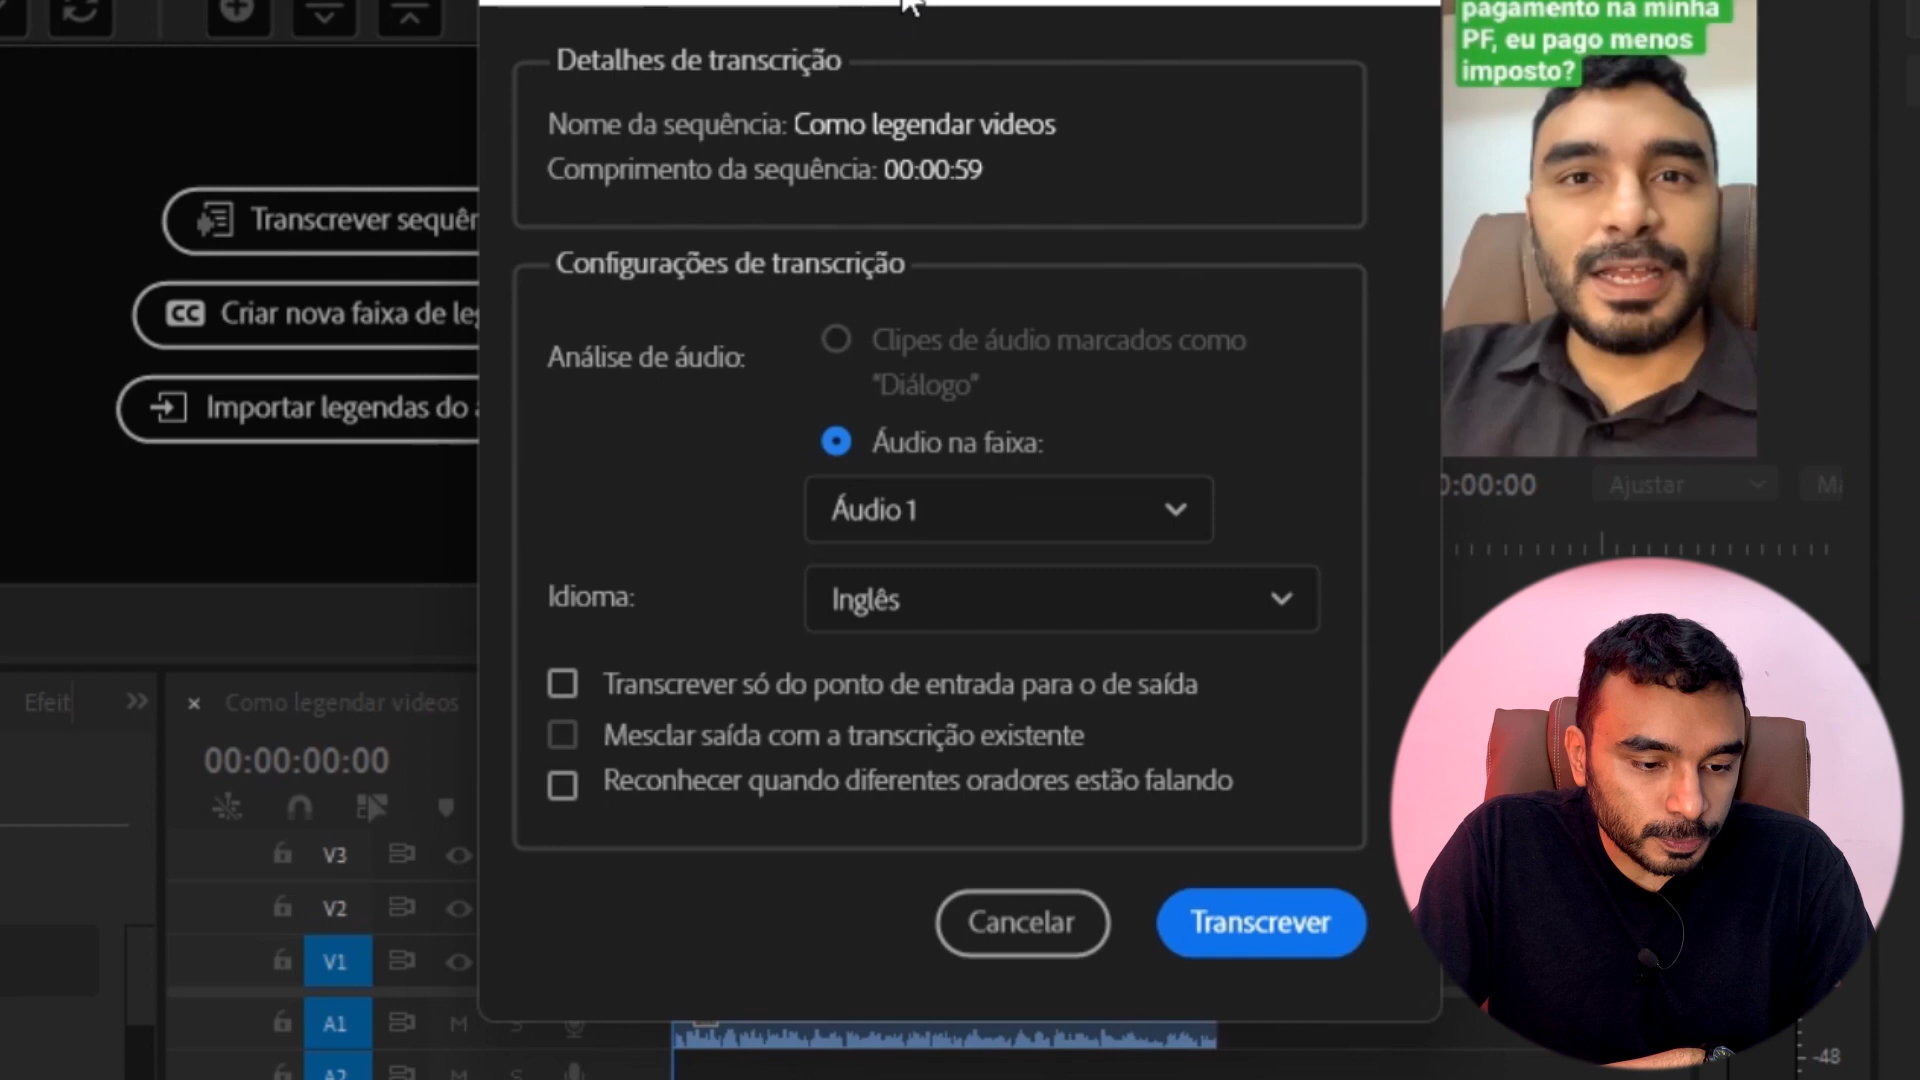 pagamento na minha
PF, eu pago menos
imposto?
Detalhes de transcrição
Nome da sequência: Como legendar videos
Comprimento da sequência: 00:00:59
Transcrever
Criar nova faixa de
Importar legendas do
Configurações de transcrição
Análise de áudio:
Clipes de áudio marcados como
"Diálogo"
Áudio na faixa:
Áudio 1
Idioma:
Inglês
Transcrever só do ponto de entrada para o de saída
Mesclar saída com a transcrição existente
Reconhecer quando diferentes oradores estão falando
Cancelar
Transcrever
:00:00
Ajustar
Efeit
Como legendar videos
00:00:00:00
V3
V2
V1
A1
M
S
A2
M
S
-48